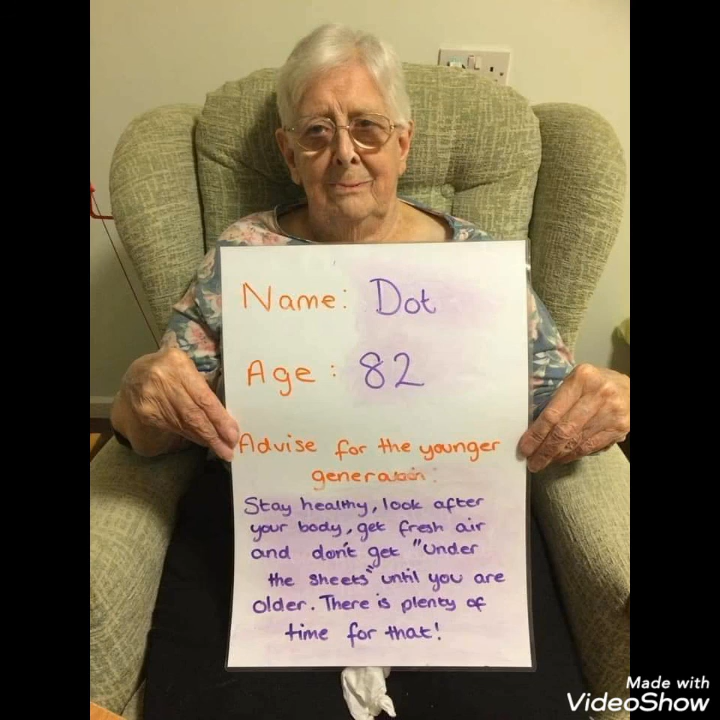 Name: Dot
Age: 82
Advise for the younger
generation:
Stay healthy, look after
your body, get fresh air
and don't get "under
the sheets" until you are
older. There is plenty of
time for that!
Made with
VideoShow